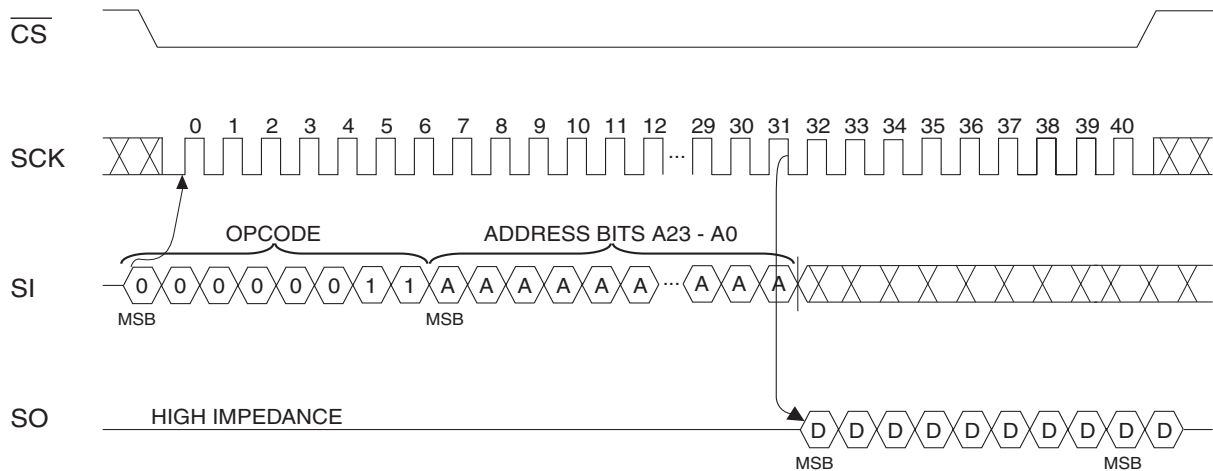 CS
0 1 2 3 4 5 6 7 8 9 10 11 12 29 30 31 32 33 34 35 36 37 38 39 40
SCK ...
OPCODE ADDRESS BITS A23 - A0
SI 0 0 0 0 0 0 1 1 A A A A A A ... A A A
MSB MSB
SO HIGH IMPEDANCE D D D D D D D D D D
MSB MSB